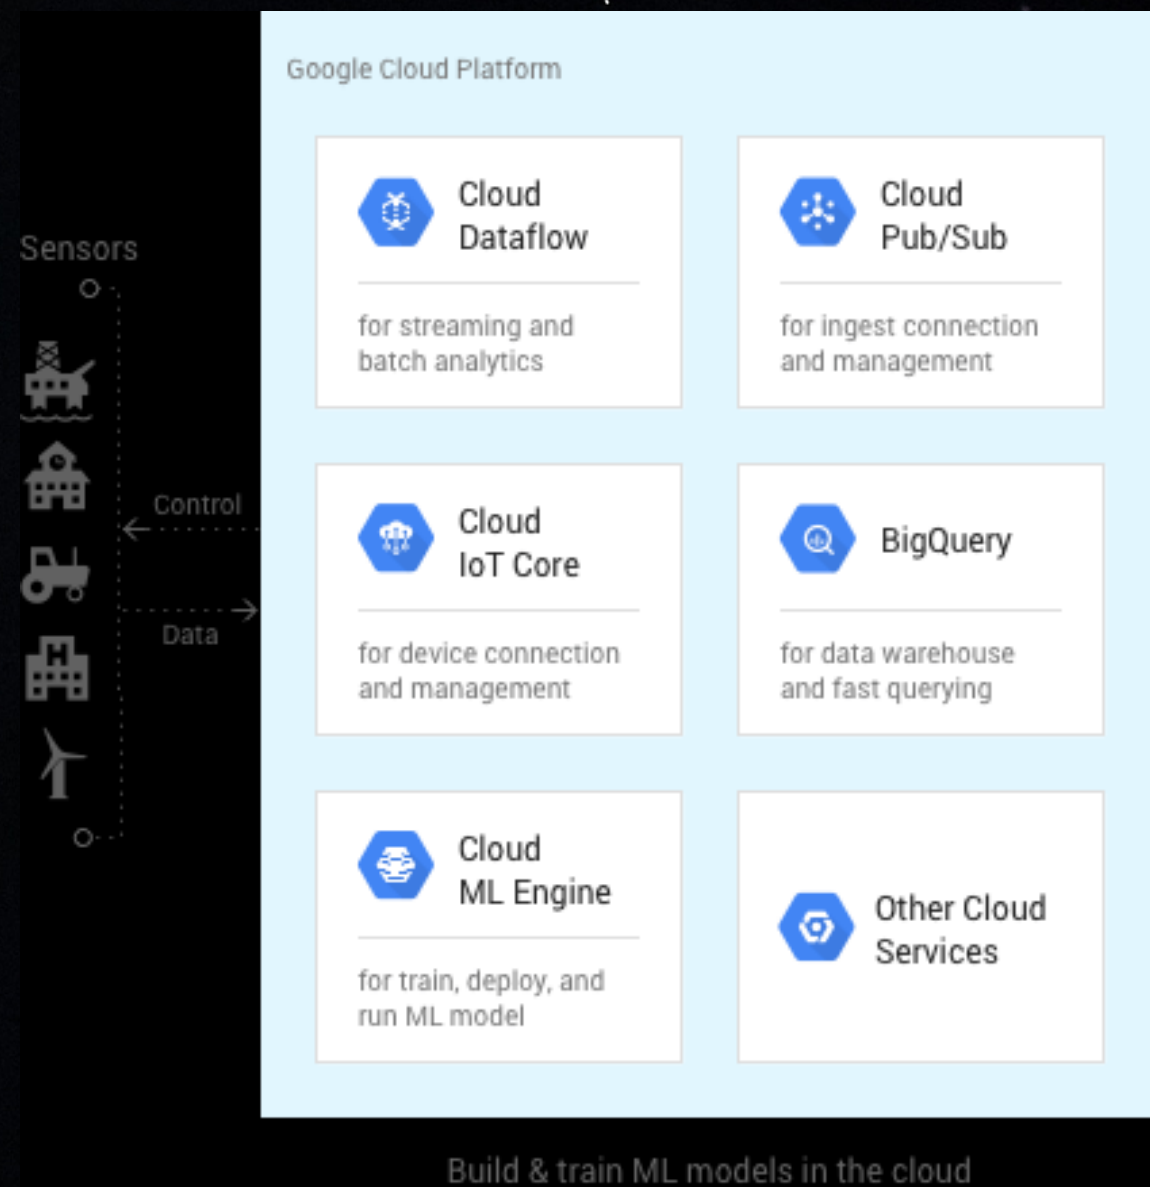 Google Cloud Platform
Cloud
Dataflow
for streaming and
batch analytics
Cloud
Pub/Sub
for ingest connection
and management
Sensors
Control
Data
Cloud
IoT Core
for device connection
and management
BigQuery
for data warehouse
and fast querying
Cloud
ML Engine
for train, deploy, and
run ML model
Other Cloud
Services
Build & train ML models in the cloud